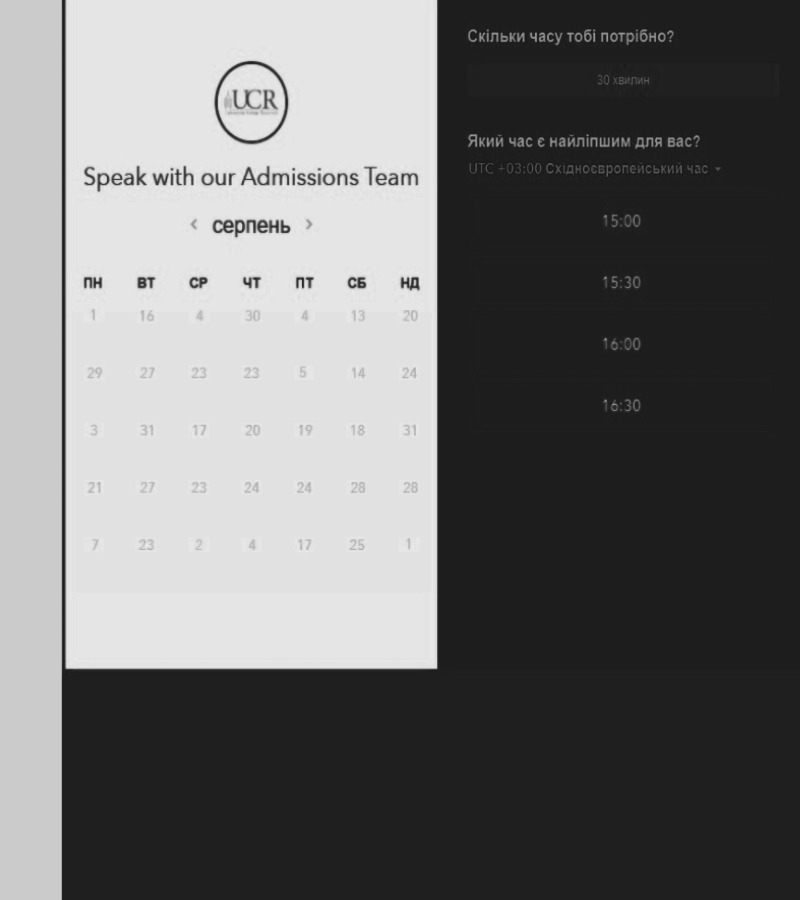 UCR
Speak with our Admissions Team
‹ серпень ›
ПН ВТ СР ЧТ ПТ СБ НД
1 16 4 30 4 13 20
29 27 23 23 5 14 24
3 31 17 20 19 18 31
21 27 23 24 24 28 28
7 23 2 4 17 25 1
Скільки часу тобі потрібно?
30 хвилин
Який час є найліпшим для вас?
UTC +03:00 Східноєвропейський час
15:00
15:30
16:00
16:30